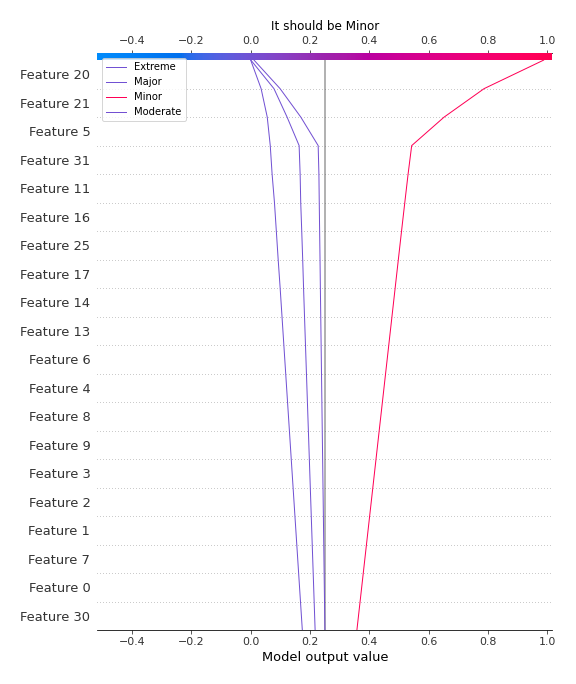 It should be Minor
−0.4 −0.2 0.0 0.2 0.4 0.6 0.8 1.0
Extreme
Major
Minor
Moderate
Feature 20
Feature 21
Feature 5
Feature 31
Feature 11
Feature 16
Feature 25
Feature 17
Feature 14
Feature 13
Feature 6
Feature 4
Feature 8
Feature 9
Feature 3
Feature 2
Feature 1
Feature 7
Feature 0
Feature 30
−0.4 −0.2 0.0 0.2 0.4 0.6 0.8 1.0
Model output value